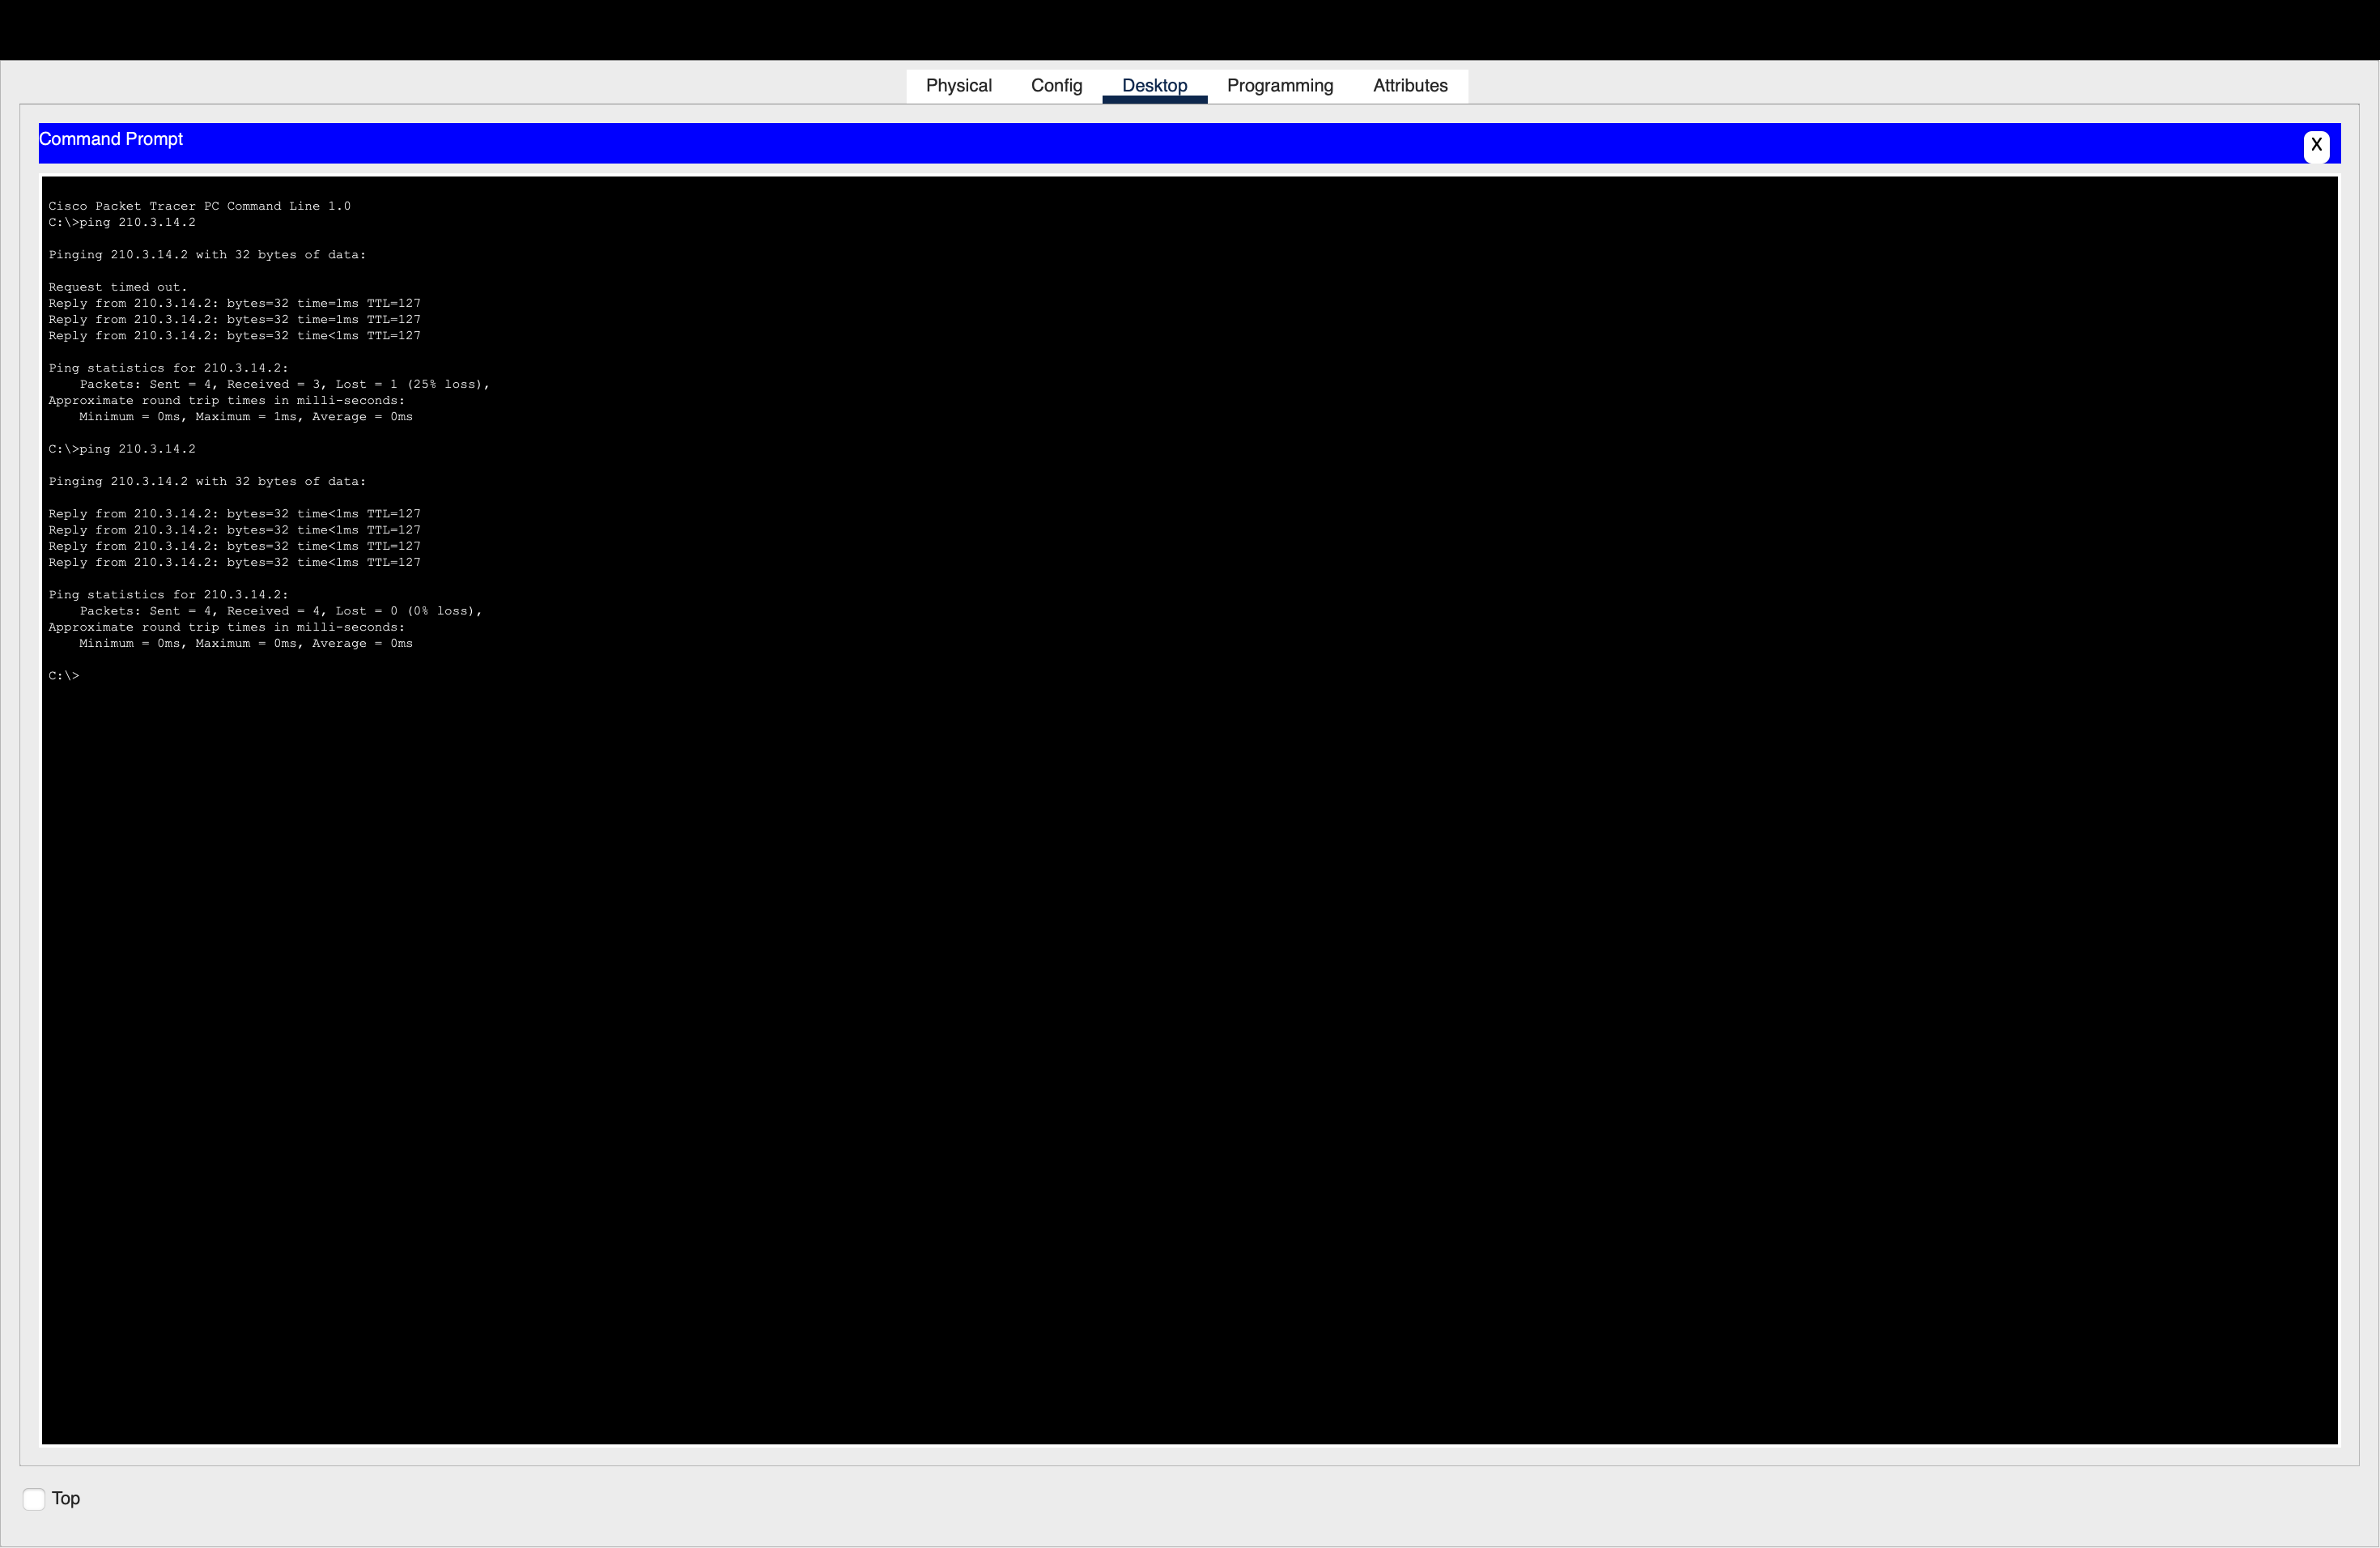 Physical Config Desktop Programming Attributes
Command Prompt
X
Cisco Packet Tracer PC Command Line 1.0
C:\>ping 210.3.14.2
Pinging 210.3.14.2 with 32 bytes of data:
Request timed out.
Reply from 210.3.14.2: bytes=32 time=1ms TTL=127
Reply from 210.3.14.2: bytes=32 time=1ms TTL=127
Reply from 210.3.14.2: bytes=32 time<1ms TTL=127
Ping statistics for 210.3.14.2:
    Packets: Sent = 4, Received = 3, Lost = 1 (25% loss),
Approximate round trip times in milli-seconds:
    Minimum = 0ms, Maximum = 1ms, Average = 0ms
C:\>ping 210.3.14.2
Pinging 210.3.14.2 with 32 bytes of data:
Reply from 210.3.14.2: bytes=32 time<1ms TTL=127
Reply from 210.3.14.2: bytes=32 time<1ms TTL=127
Reply from 210.3.14.2: bytes=32 time<1ms TTL=127
Reply from 210.3.14.2: bytes=32 time<1ms TTL=127
Ping statistics for 210.3.14.2:
    Packets: Sent = 4, Received = 4, Lost = 0 (0% loss),
Approximate round trip times in milli-seconds:
    Minimum = 0ms, Maximum = 0ms, Average = 0ms
C:\>
Top